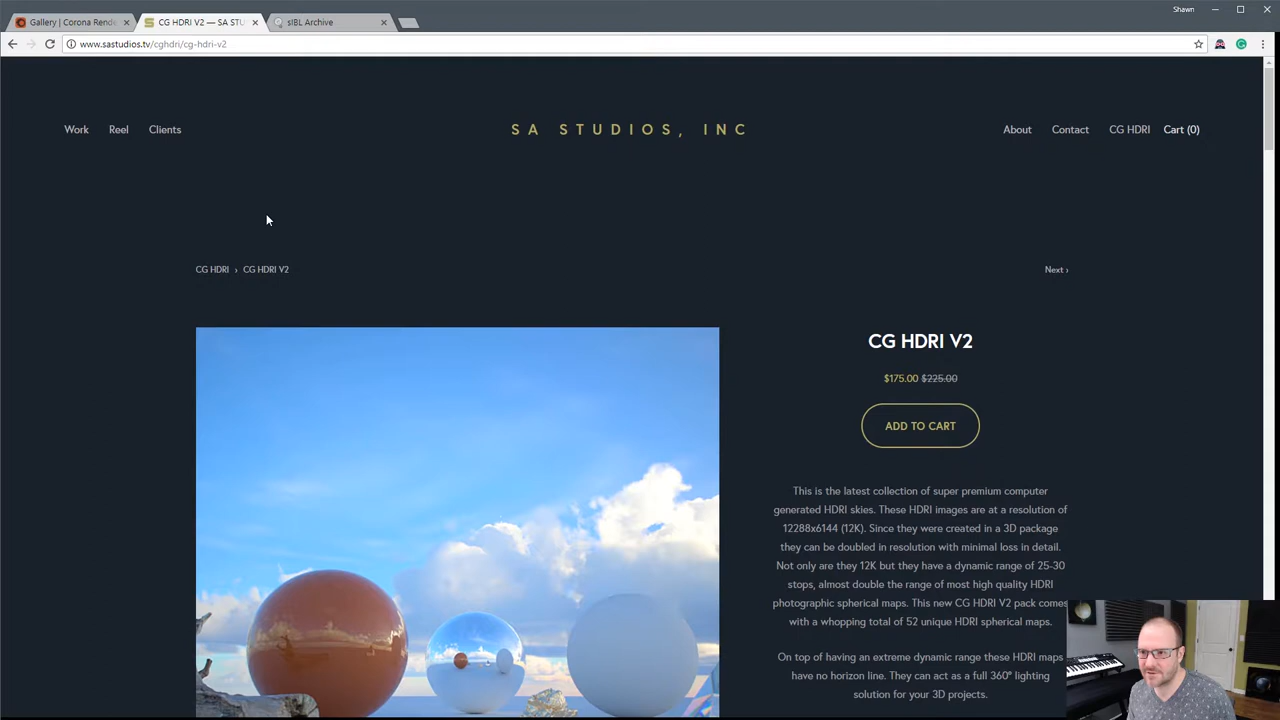 Shawn
Gallery | Corona Rende
CG HDRI V2 — SA STU
sIBL Archive
www.sastudios.tv/cghdri/cg-hdri-v2
Work Reel Clients
SA STUDIOS, INC
About Contact CG HDRI Cart (0)
CG HDRI › CG HDRI V2
Next ›
CG HDRI V2
$175.00 $225.00
ADD TO CART
This is the latest collection of super premium computer
generated HDRI skies. These HDRI images are at a resolution of
12288x6144 (12K). Since they were created in a 3D package
they can be doubled in resolution with minimal loss in detail.
Not only are they 12K but they have a dynamic range of 25-30
stops, almost double the range of most high quality HDRI
photographic spherical maps. This new CG HDRI V2 pack comes
with a whopping total of 52 unique HDRI spherical maps.
On top of having an extreme dynamic range these HDRI maps
have no horizon line. They can act as a full 360º lighting
solution for your 3D projects.